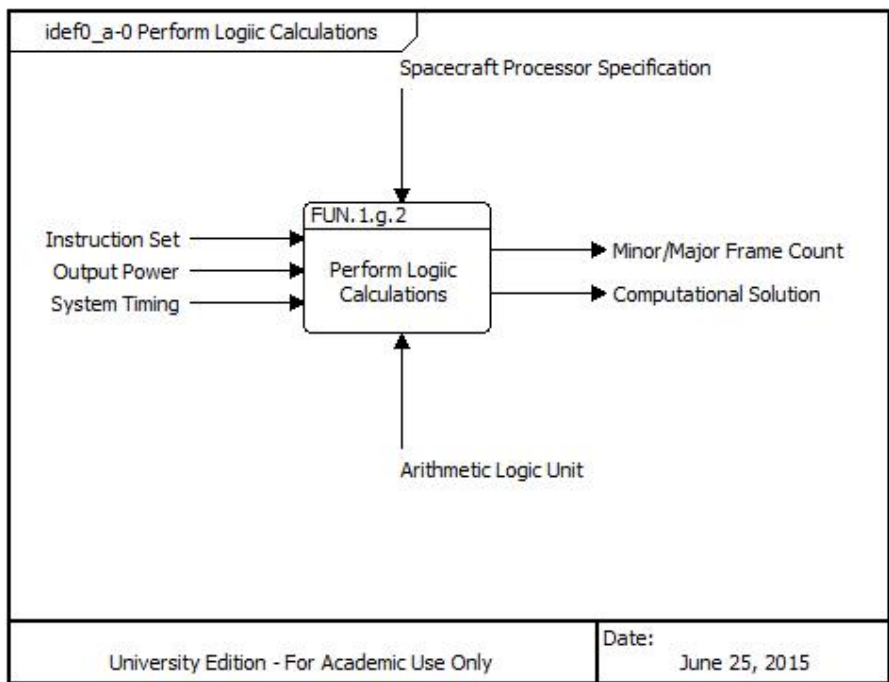 idef0_a-0 Perform Logiic Calculations
Spacecraft Processor Specification
FUN.1.g.2
Instruction Set
Output Power
System Timing
Perform Logiic
Calculations
Minor/Major Frame Count
Computational Solution
Arithmetic Logic Unit
University Edition - For Academic Use Only
Date:
June 25, 2015